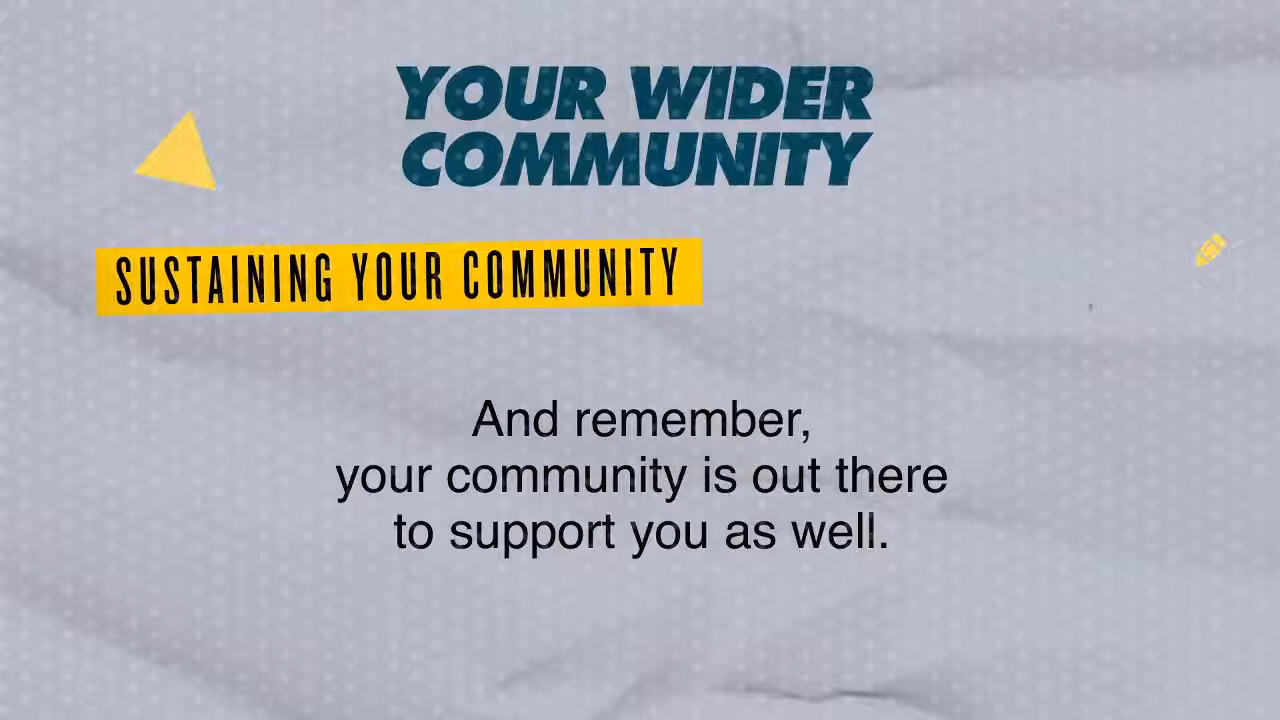 YOUR WIDER
COMMUNITY
SUSTAINING YOUR COMMUNITY
And remember,
your community is out there
to support you as well.